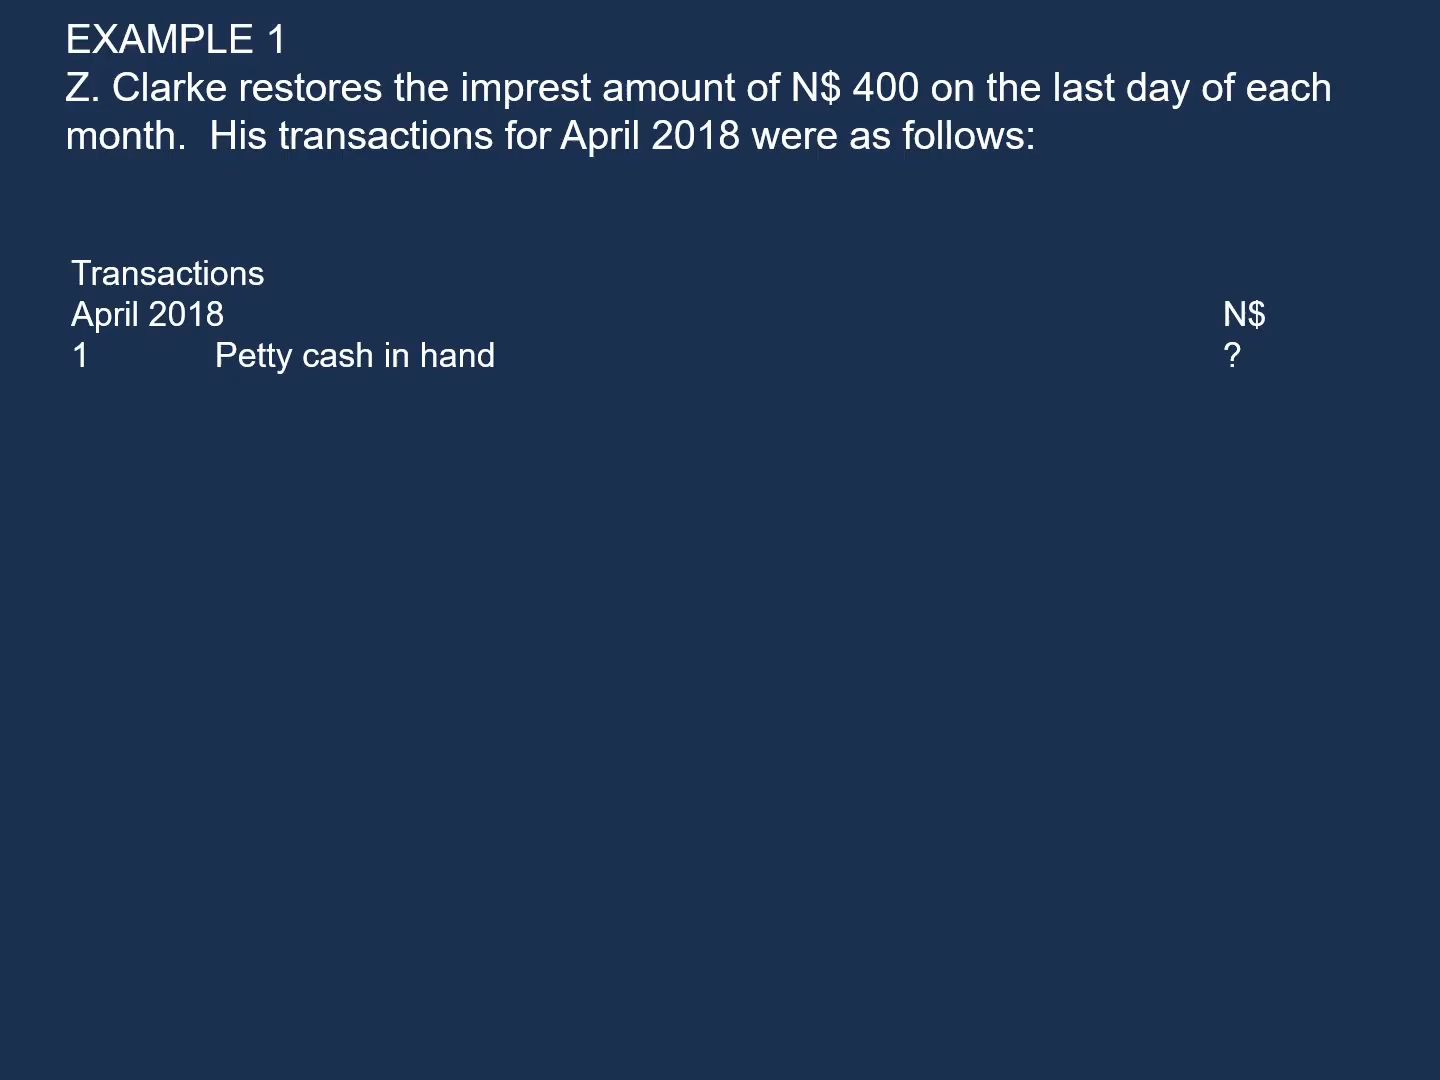 EXAMPLE 1
Z. Clarke restores the imprest amount of N$ 400 on the last day of each
month.  His transactions for April 2018 were as follows:
Transactions
April 2018 N$
1 Petty cash in hand ?